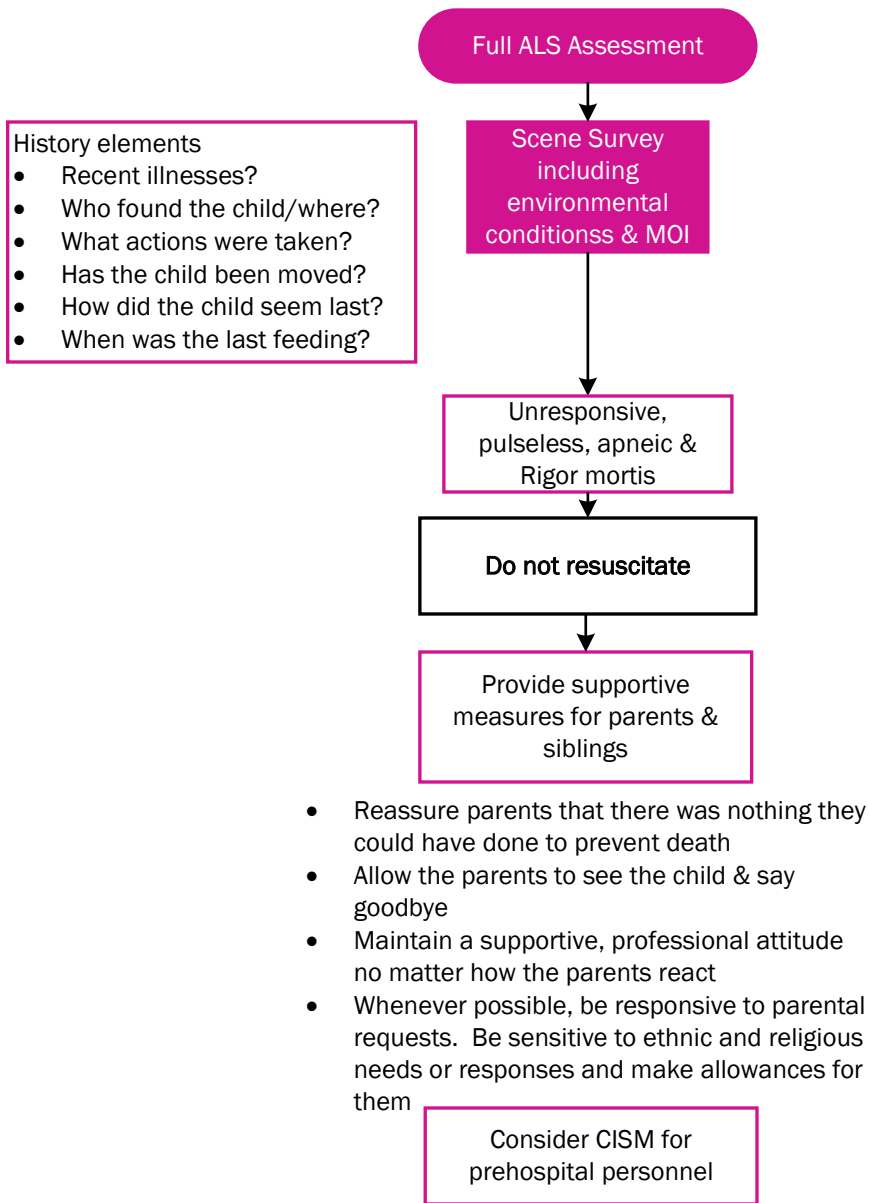 Full ALS Assessment
History elements
• Recent illnesses?
• Who found the child/where?
• What actions were taken?
• Has the child been moved?
• How did the child seem last?
• When was the last feeding?
Scene Survey
including
environmental
conditionss & MOI
Unresponsive,
pulseless, apneic &
Rigor mortis
Do not resuscitate
Provide supportive
measures for parents &
siblings
• Reassure parents that there was nothing they
could have done to prevent death
• Allow the parents to see the child & say
goodbye
• Maintain a supportive, professional attitude
no matter how the parents react
• Whenever possible, be responsive to parental
requests.  Be sensitive to ethnic and religious
needs or responses and make allowances for
them
Consider CISM for
prehospital personnel